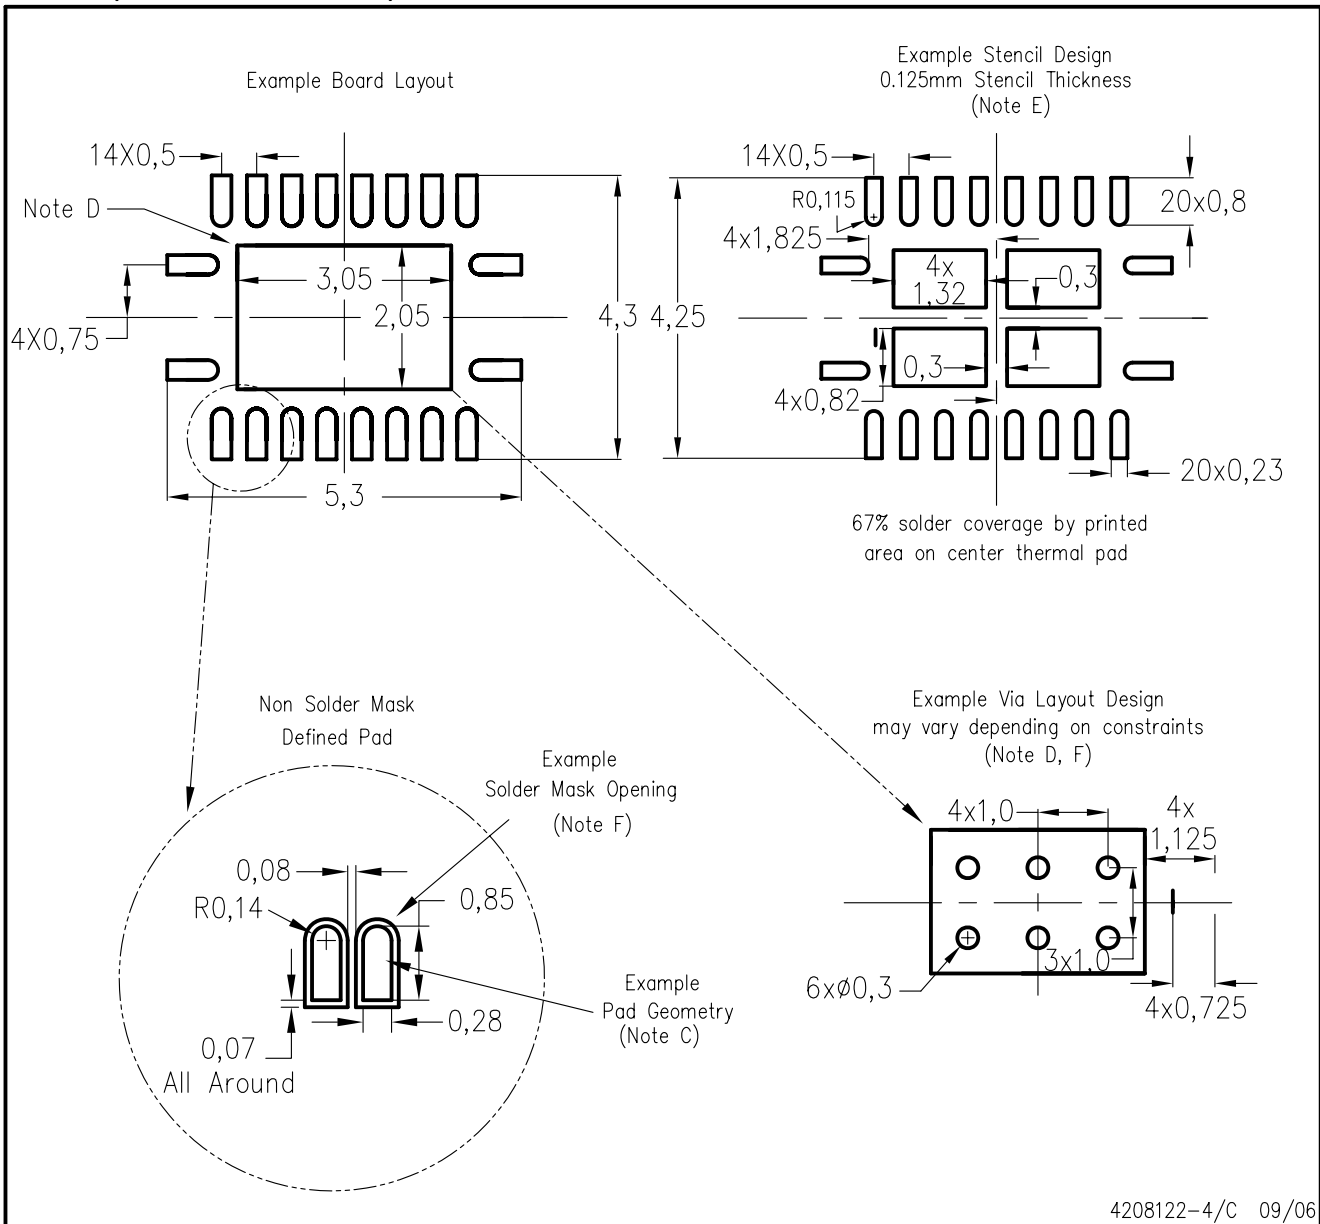 Example Board Layout
14X0,5
Note D
3,05
2,05
4X0,75
4,3
5,3
Example Stencil Design
0.125mm Stencil Thickness
(Note E)
14X0,5
R0,115
4x1,825
20x0,8
4x
1,32
0,3
4,25
0,3
4x0,82
20x0,23
67% solder coverage by printed
area on center thermal pad
Non Solder Mask
Defined Pad
Example
Solder Mask Opening
(Note F)
0,08
R0,14
0,85
Example
Pad Geometry
(Note C)
0,28
0,07
All Around
Example Via Layout Design
may vary depending on constraints
(Note D, F)
4x1,0
4x
1,125
3x1,0
6xø0,3
4x0,725
4208122-4/C 09/06